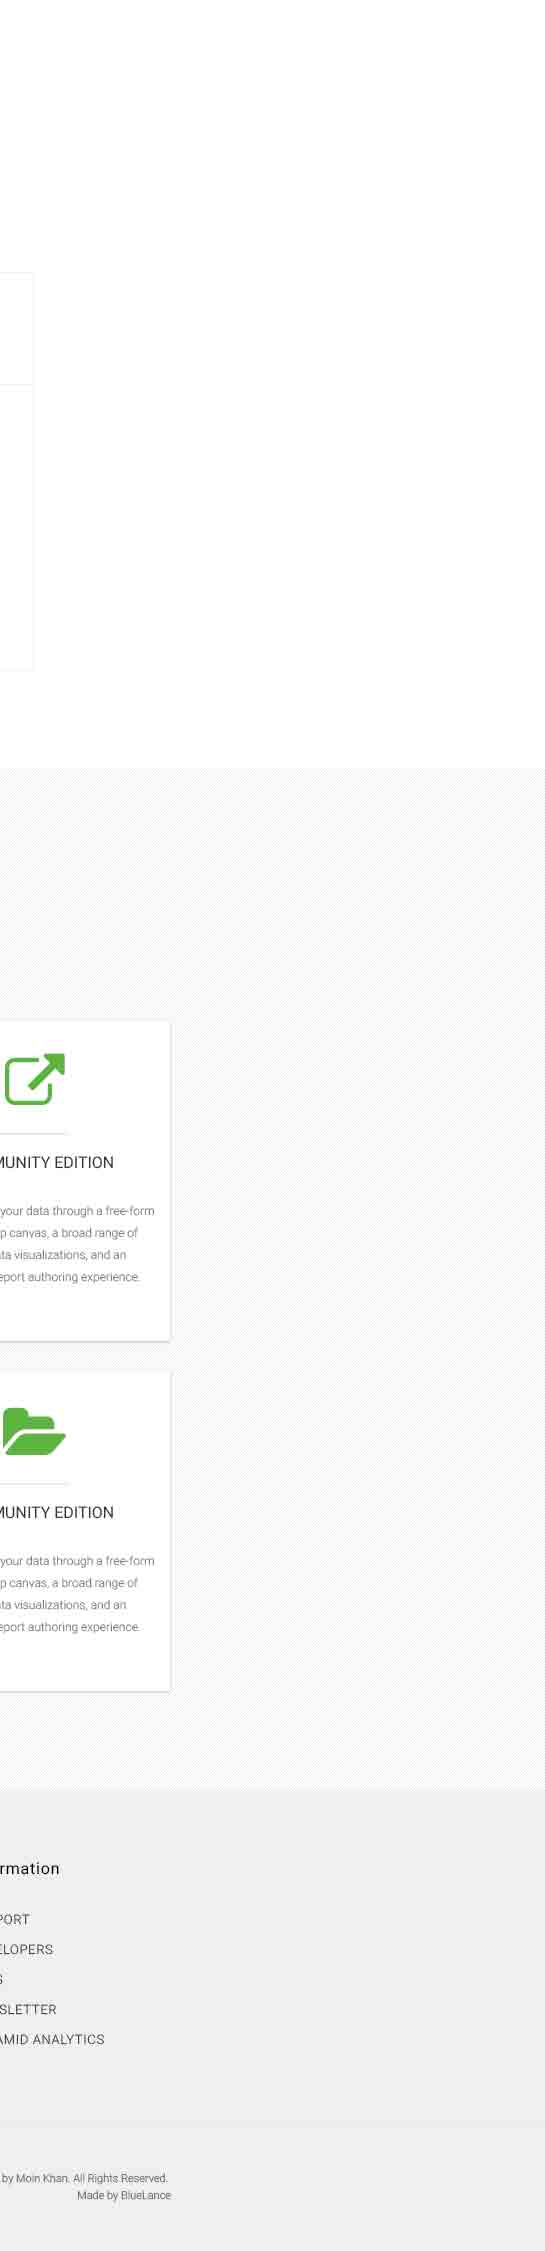 MUNITY EDITION
your data through a free-form
p canvas, a broad range of
ta visualizations, and an
eport authoring experience.
MUNITY EDITION
your data through a free-form
p canvas, a broad range of
ta visualizations, and an
eport authoring experience.
rmation
PORT
ELOPERS
S
SLETTER
AMID ANALYTICS
by Moin Khan. All Rights Reserved.
Made by BlueLance